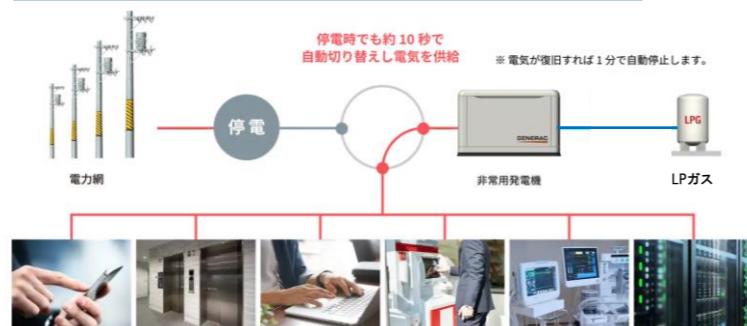 停電時でも約 10 秒で
自動切り替えし電気を供給
※ 電気が復旧すれば 1 分で自動停止します。
停電
GENERAC
LPG
電力網
非常用発電機
LPガス